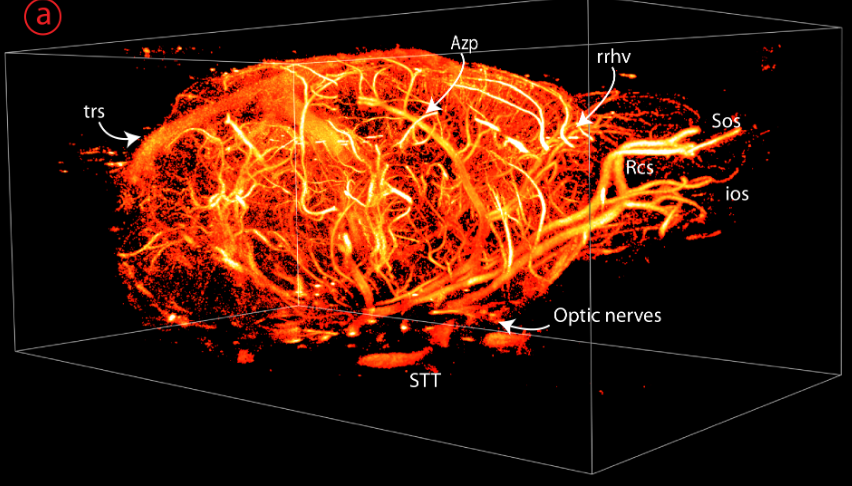 a
Azp
rrhv
trs
Sos
Rcs
ios
Optic nerves
STT